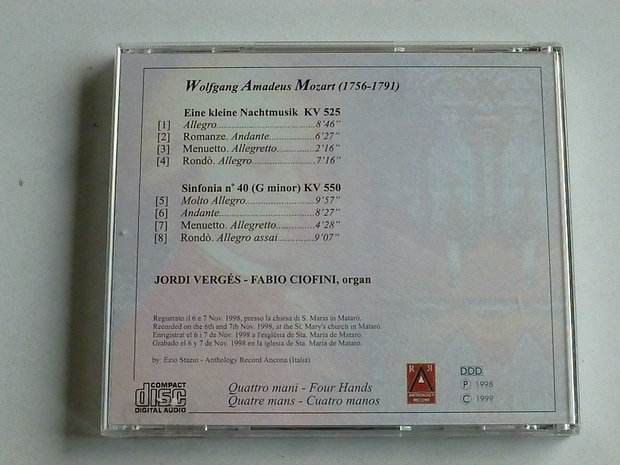 Wolfgang Amadeus Mozart (1756-1791)
Eine kleine Nachtmusik KV 525
[1] Allegro..............................8'46"
[2] Romanze. Andante..............6'27"
[3] Menuetto. Allegretto...........2'16"
[4] Rondò. Allegro...................7'16"
Sinfonia n° 40 (G minor) KV 550
[5] Molto Allegro.....................9'57"
[6] Andante..............................8'27"
[7] Menuetto. Allegretto...........4'28"
[8] Rondò. Allegro assai...........9'07"
JORDI VERGÉS - FABIO CIOFINI, organ
Registrato il 6 e 7 Nov. 1998, presso la chiesa di S. Maria in Mataró.
Recorded on the 6th and 7th Nov. 1998, at the St. Mary's church in Mataró.
Enregistrat el 6 i 7 de Nov. 1998 a l'església de Sta. Maria de Mataró.
Grabado el 6 y 7 de Nov. 1998 en la iglesia de Sta. María de Mataró.
by: Ezio Stazio - Anthology Record Ancona (Italia)
COMPACT
disc
DIGITAL AUDIO
Quattro mani - Four Hands
Quatre mans - Cuatro manos
R A R
ANTHOLOGY
RECORD
DDD
Ⓟ 1998
Ⓒ 1999